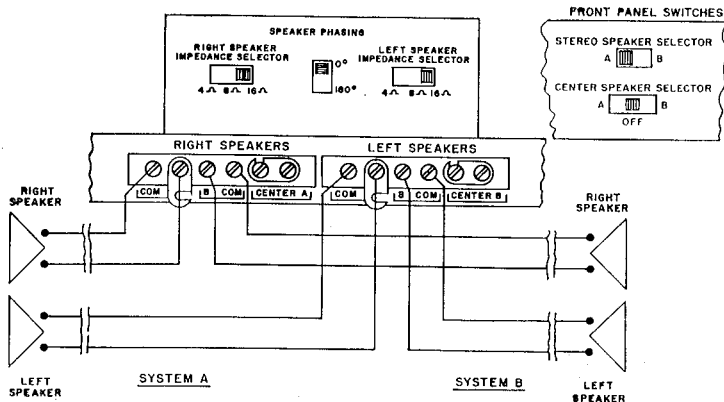 SPEAKER PHASING
RIGHT SPEAKER
IMPEDANCE SELECTOR
4Ω 8Ω 16Ω
0°
180°
LEFT SPEAKER
IMPEDANCE SELECTOR
4Ω 8Ω 16Ω
FRONT PANEL SWITCHES
STEREO SPEAKER SELECTOR
A B
CENTER SPEAKER SELECTOR
A B
OFF
RIGHT SPEAKERS
COM B COM CENTER A
LEFT SPEAKERS
COM B COM CENTER B
RIGHT
SPEAKER
LEFT
SPEAKER
SYSTEM A
RIGHT
SPEAKER
LEFT
SPEAKER
SYSTEM B